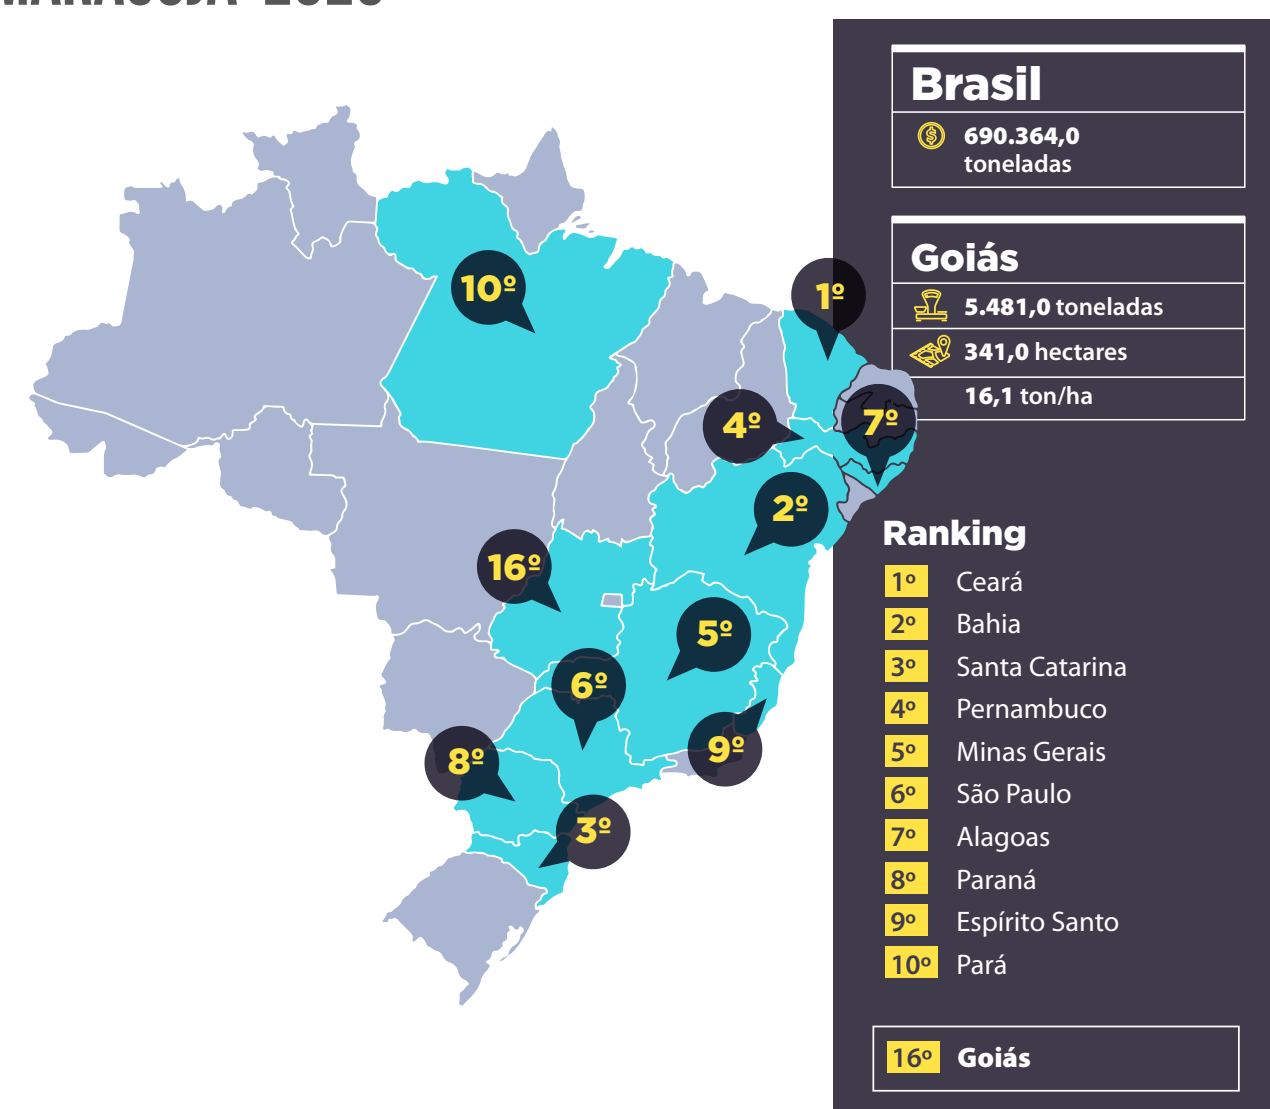 Brasil
690.364,0
toneladas
Goiás
5.481,0 toneladas
341,0 hectares
16,1 ton/ha
10º
1º
4º
7º
2º
16º
5º
6º
9º
8º
3º
Ranking
1º Ceará
2º Bahia
3º Santa Catarina
4º Pernambuco
5º Minas Gerais
6º São Paulo
7º Alagoas
8º Paraná
9º Espírito Santo
10º Pará
16º Goiás